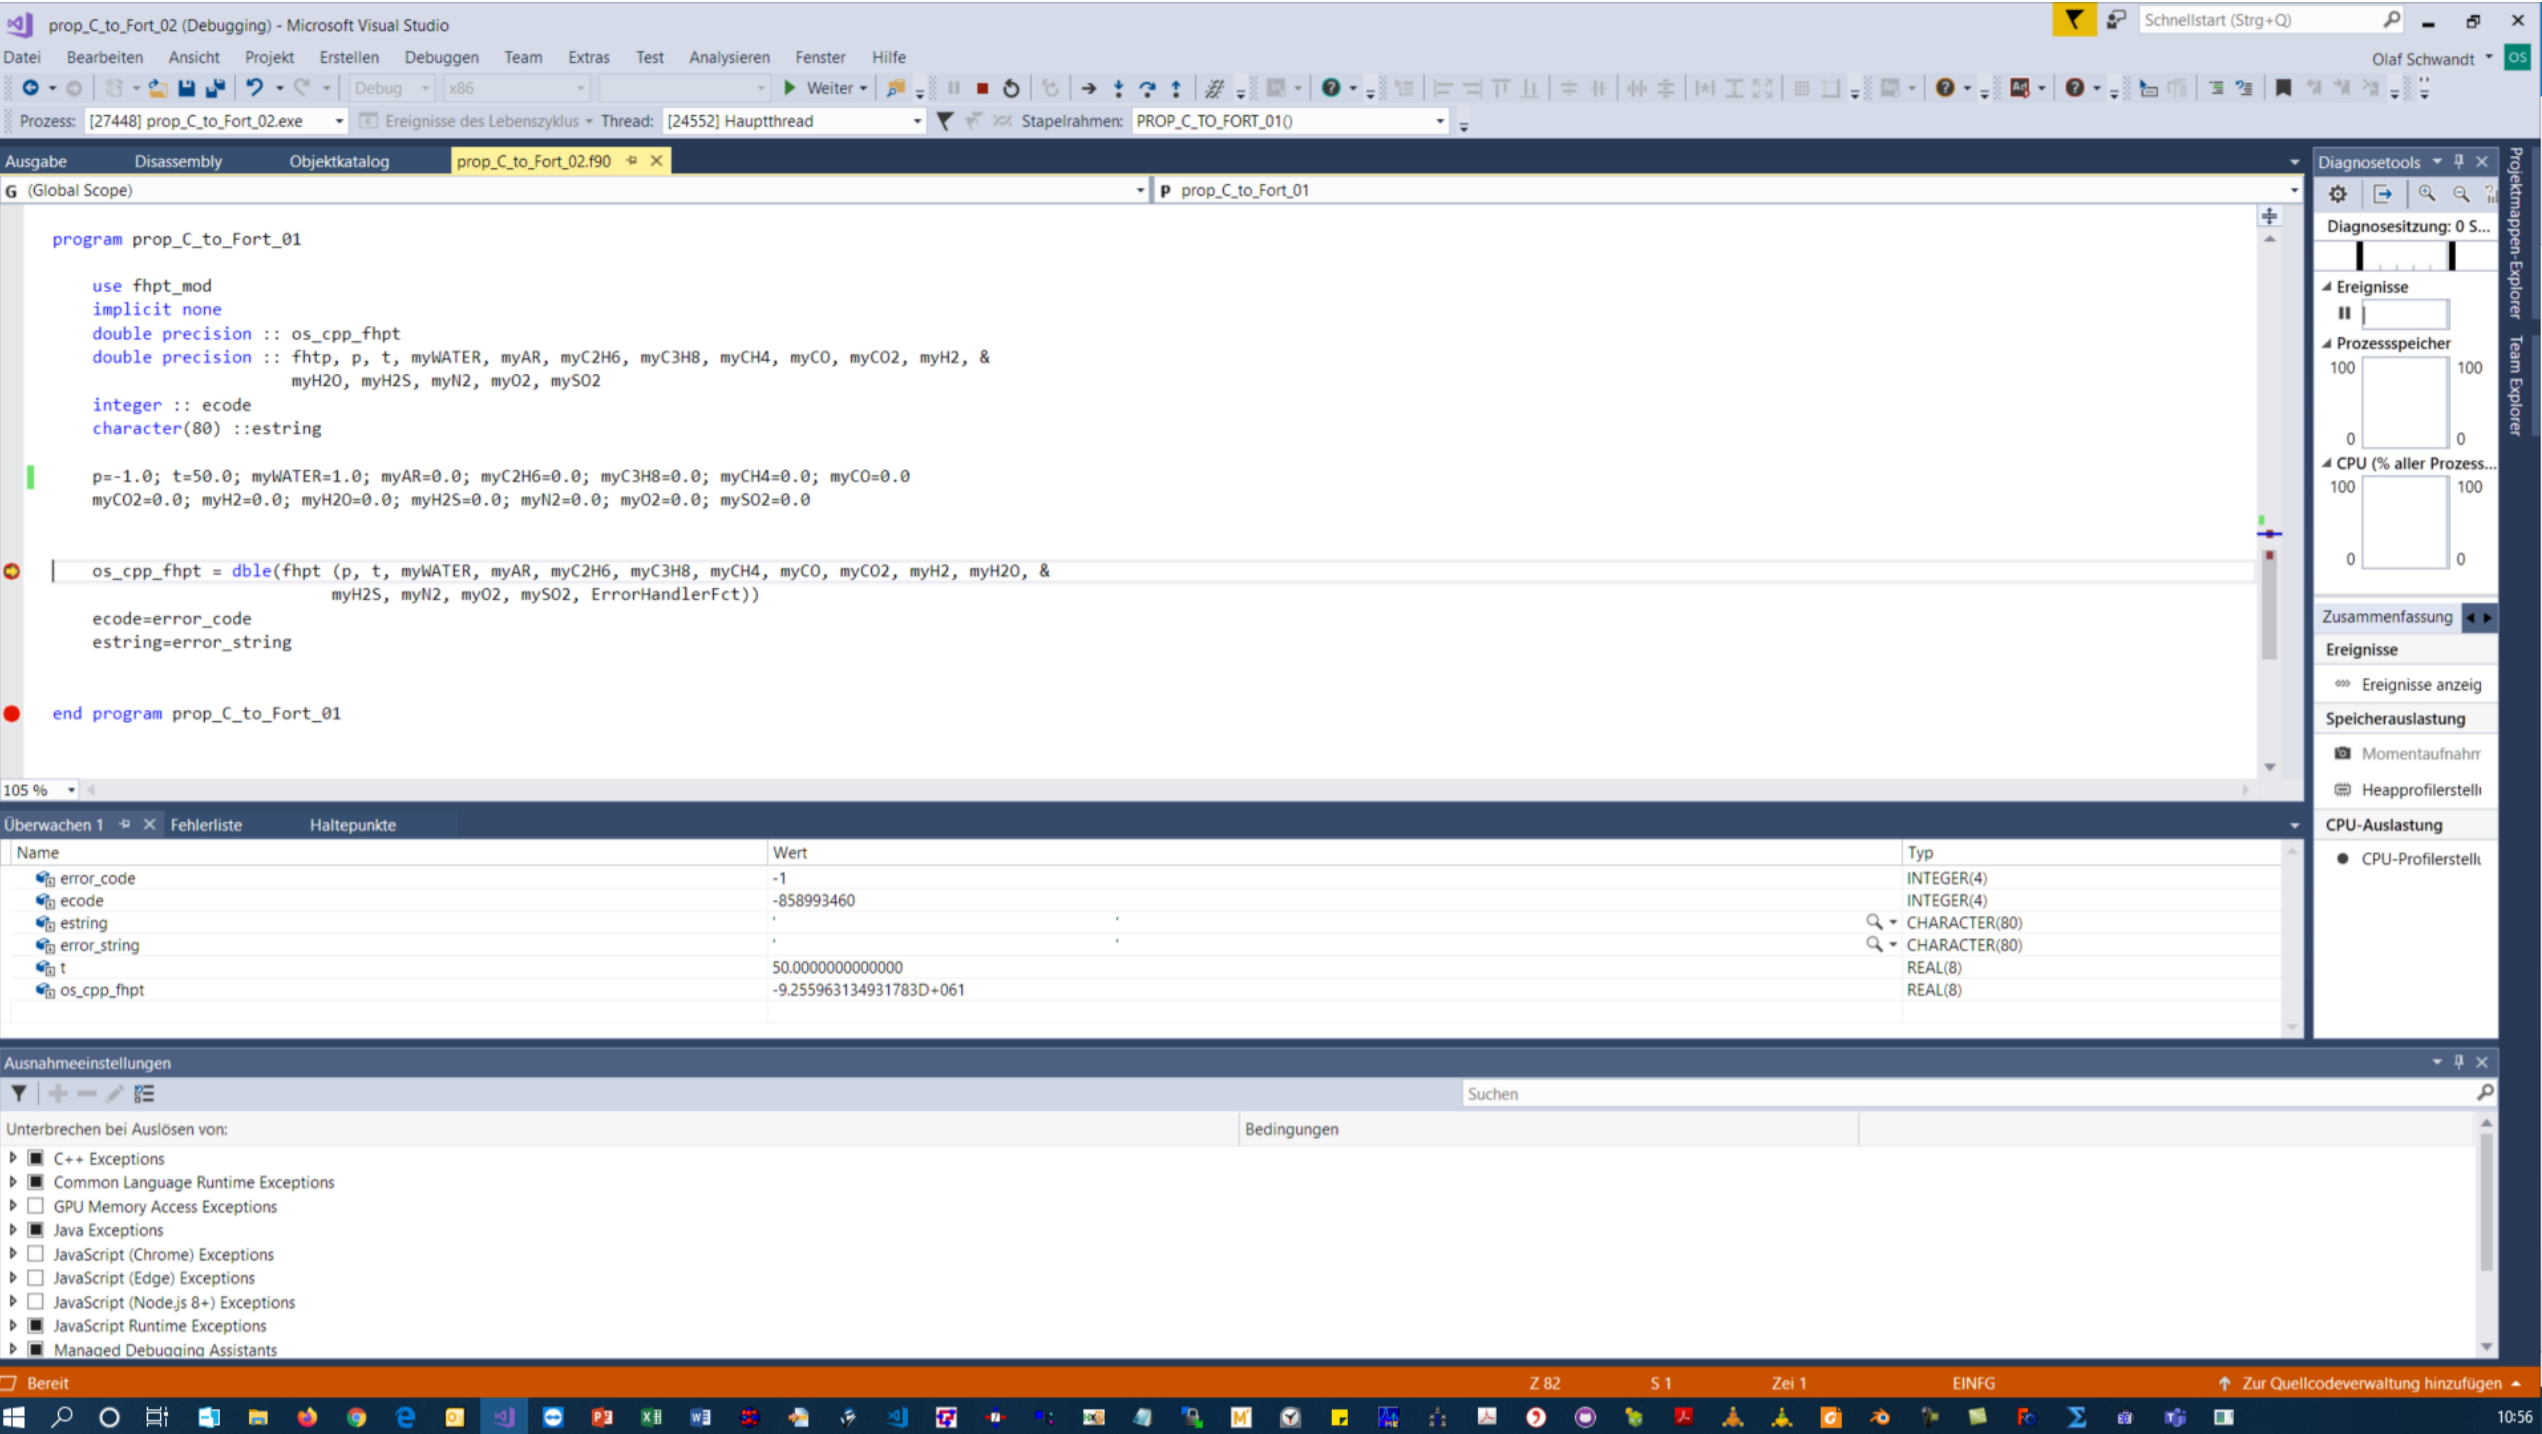 prop_C_to_Fort_02 (Debugging) - Microsoft Visual Studio
Schnellstart (Strg+Q)
Datei Bearbeiten Ansicht Projekt Erstellen Debuggen Team Extras Test Analysieren Fenster Hilfe
Olaf Schwandt OS
Debug x86 Weiter
Prozess: [27448] prop_C_to_Fort_02.exe Ereignisse des Lebenszyklus Thread: [24552] Hauptthread Stapelrahmen: PROP_C_TO_FORT_01()
Ausgabe Disassembly Objektkatalog prop_C_to_Fort_02.f90
(Global Scope) prop_C_to_Fort_01
program prop_C_to_Fort_01
use fhpt_mod
implicit none
double precision :: os_cpp_fhpt
double precision :: fhtp, p, t, myWATER, myAR, myC2H6, myC3H8, myCH4, myCO, myCO2, myH2, &
myH2O, myH2S, myN2, myO2, mySO2
integer :: ecode
character(80) ::estring
p=-1.0; t=50.0; myWATER=1.0; myAR=0.0; myC2H6=0.0; myC3H8=0.0; myCH4=0.0; myCO=0.0
myCO2=0.0; myH2=0.0; myH2O=0.0; myH2S=0.0; myN2=0.0; myO2=0.0; mySO2=0.0
os_cpp_fhpt = dble(fhpt (p, t, myWATER, myAR, myC2H6, myC3H8, myCH4, myCO, myCO2, myH2, myH2O, &
myH2S, myN2, myO2, mySO2, ErrorHandlerFct))
ecode=error_code
estring=error_string
end program prop_C_to_Fort_01
105 %
Diagnosetools
Diagnosesitzung: 0 S...
Ereignisse
Prozessspeicher
100 100
0 0
CPU (% aller Prozess...
100 100
0 0
Zusammenfassung
Ereignisse
Ereignisse anzeig
Speicherauslastung
Momentaufnahm
Heapprofilerstell
CPU-Auslastung
CPU-Profilerstell
Projektmappen-Explorer
Team Explorer
Überwachen 1 Fehlerliste Haltepunkte
Name Wert Typ
error_code -1 INTEGER(4)
ecode -858993460 INTEGER(4)
estring ' ' CHARACTER(80)
error_string ' ' CHARACTER(80)
t 50.0000000000000 REAL(8)
os_cpp_fhpt -9.255963134931783D+061 REAL(8)
Ausnahmeeinstellungen
Suchen
Unterbrechen bei Auslösen von: Bedingungen
C++ Exceptions
Common Language Runtime Exceptions
GPU Memory Access Exceptions
Java Exceptions
JavaScript (Chrome) Exceptions
JavaScript (Edge) Exceptions
JavaScript (Node.js 8+) Exceptions
JavaScript Runtime Exceptions
Managed Debugging Assistants
Bereit Z 82 S 1 Zei 1 EINFG Zur Quellcodeverwaltung hinzufügen
10:56